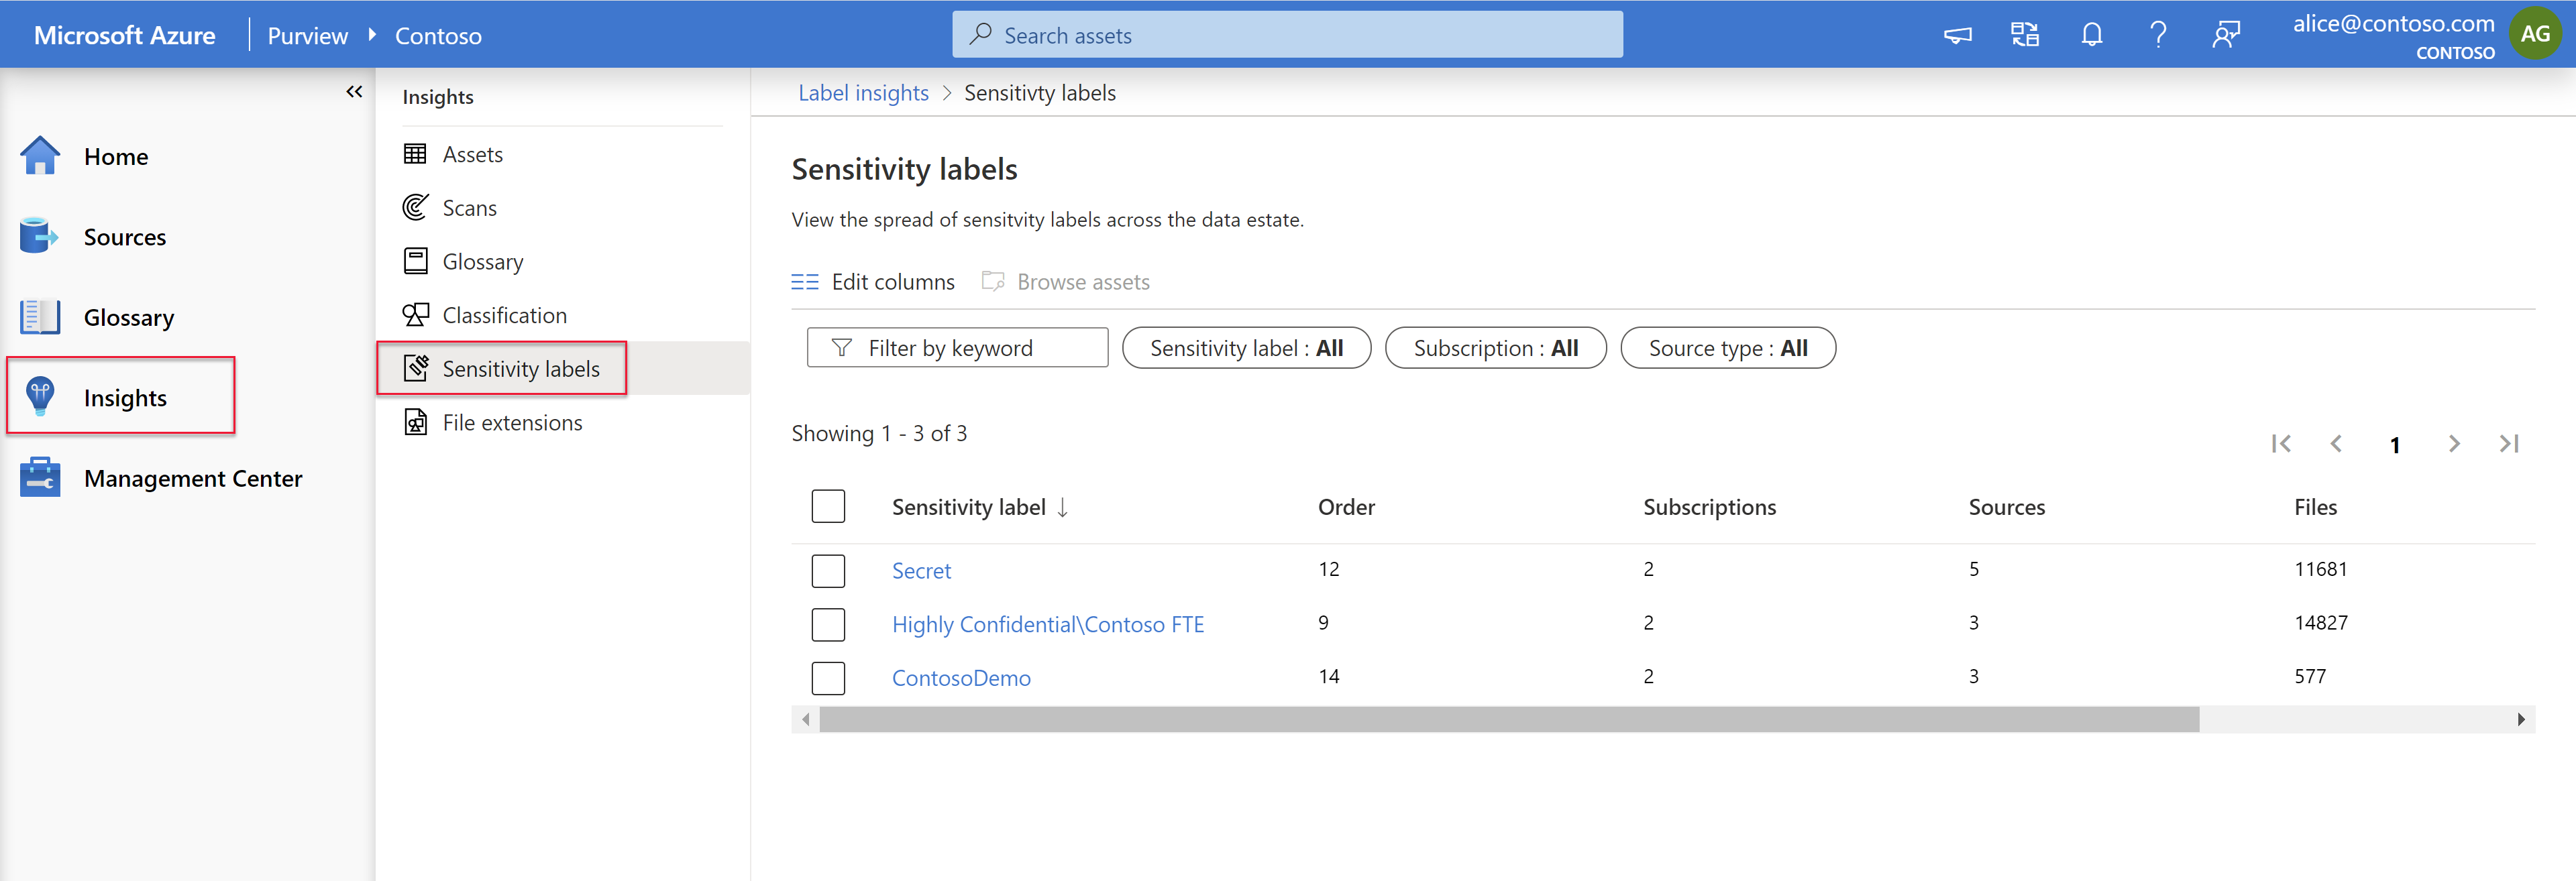 Microsoft Azure Purview Contoso Search assets alice@contoso.com AG
CONTOSO
Home
Sources
Glossary
Insights
Management Center
Insights
Assets
Scans
Glossary
Classification
Sensitivity labels
File extensions
Label insights > Sensitivty labels
Sensitivity labels
View the spread of sensitvity labels across the data estate.
Edit columns Browse assets
Filter by keyword Sensitivity label : All Subscription : All Source type : All
Showing 1 - 3 of 3
1
Sensitivity label ↓ Order Subscriptions Sources Files
Secret 12 2 5 11681
Highly Confidential\Contoso FTE 9 2 3 14827
ContosoDemo 14 2 3 577